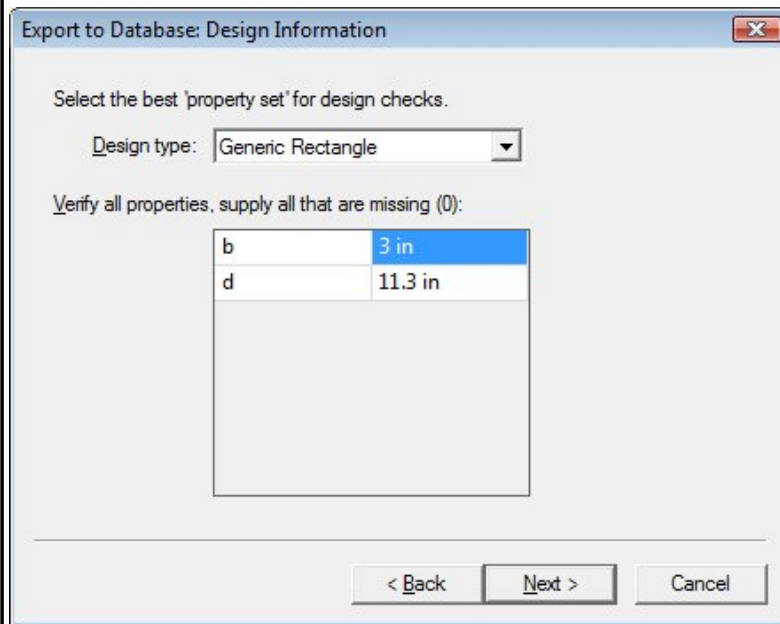 Export to Database: Design Information
Select the best 'property set' for design checks.
Design type: Generic Rectangle
Verify all properties, supply all that are missing (0):
b 3 in
d 11.3 in
< Back Next > Cancel